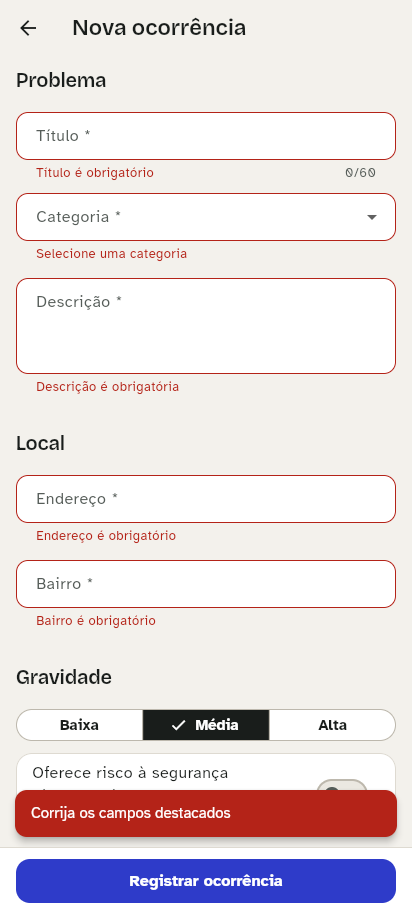 Nova ocorrência
Problema
Título *
Título é obrigatório
0/60
Categoria *
Selecione uma categoria
Descrição *
Descrição é obrigatória
Local
Endereço *
Endereço é obrigatório
Bairro *
Bairro é obrigatório
Gravidade
Baixa
Média
Alta
Oferece risco à segurança
Corrija os campos destacados
Registrar ocorrência